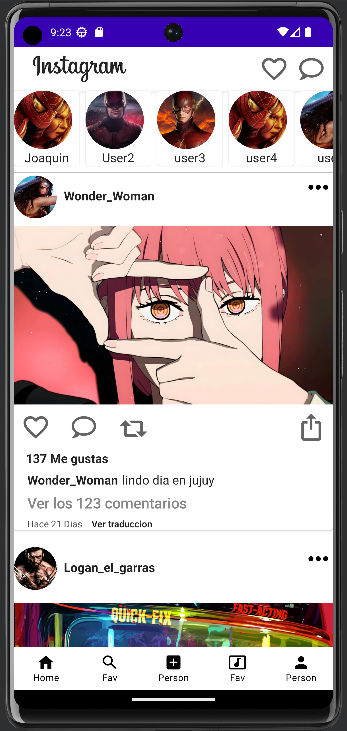 9:23
Instagram
Joaquin User2 user3 user4 use
Wonder_Woman
137 Me gustas
Wonder_Woman lindo dia en jujuy
Ver los 123 comentarios
Hace 21 Dias Ver traduccion
Logan_el_garras
QUICK-FIX FAST-ACTING
Home Fav Person Fav Person